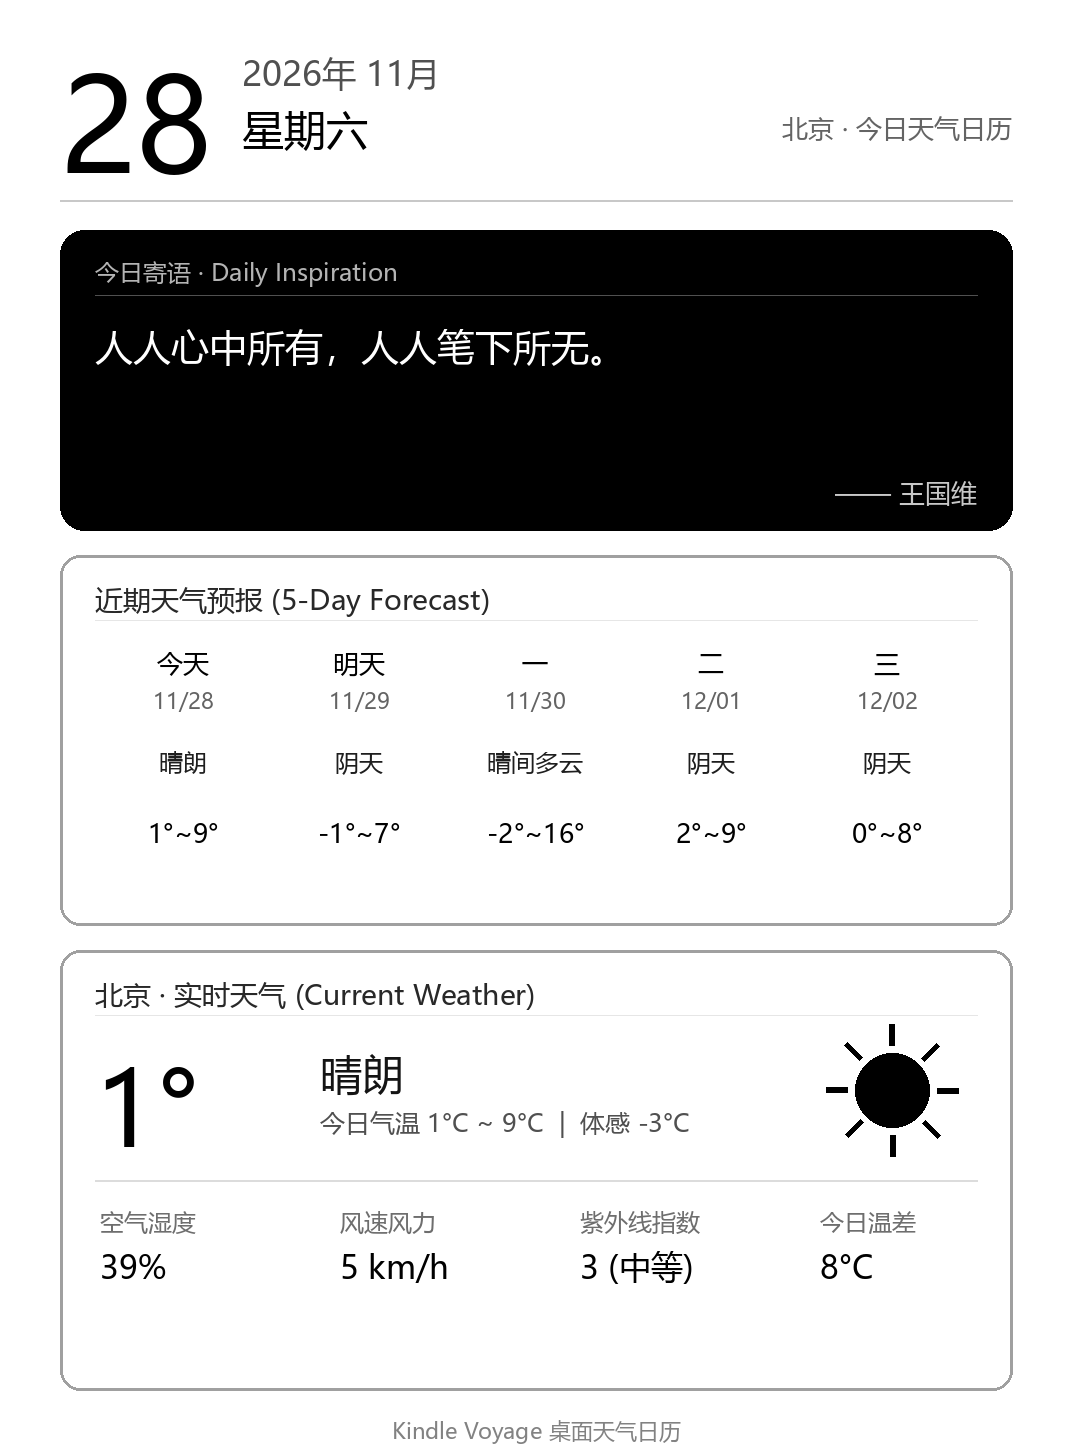 28
2026年 11月
星期六
北京 · 今日天气日历
今日寄语 · Daily Inspiration
人人心中所有，人人笔下所无。
—— 王国维
近期天气预报 (5-Day Forecast)
今天 明天 一 二 三
11/28 11/29 11/30 12/01 12/02
晴朗 阴天 晴间多云 阴天 阴天
1°~9° -1°~7° -2°~16° 2°~9° 0°~8°
北京 · 实时天气 (Current Weather)
1°
晴朗
今日气温 1°C ~ 9°C | 体感 -3°C
空气湿度 风速风力 紫外线指数 今日温差
39% 5 km/h 3 (中等) 8°C
Kindle Voyage 桌面天气日历